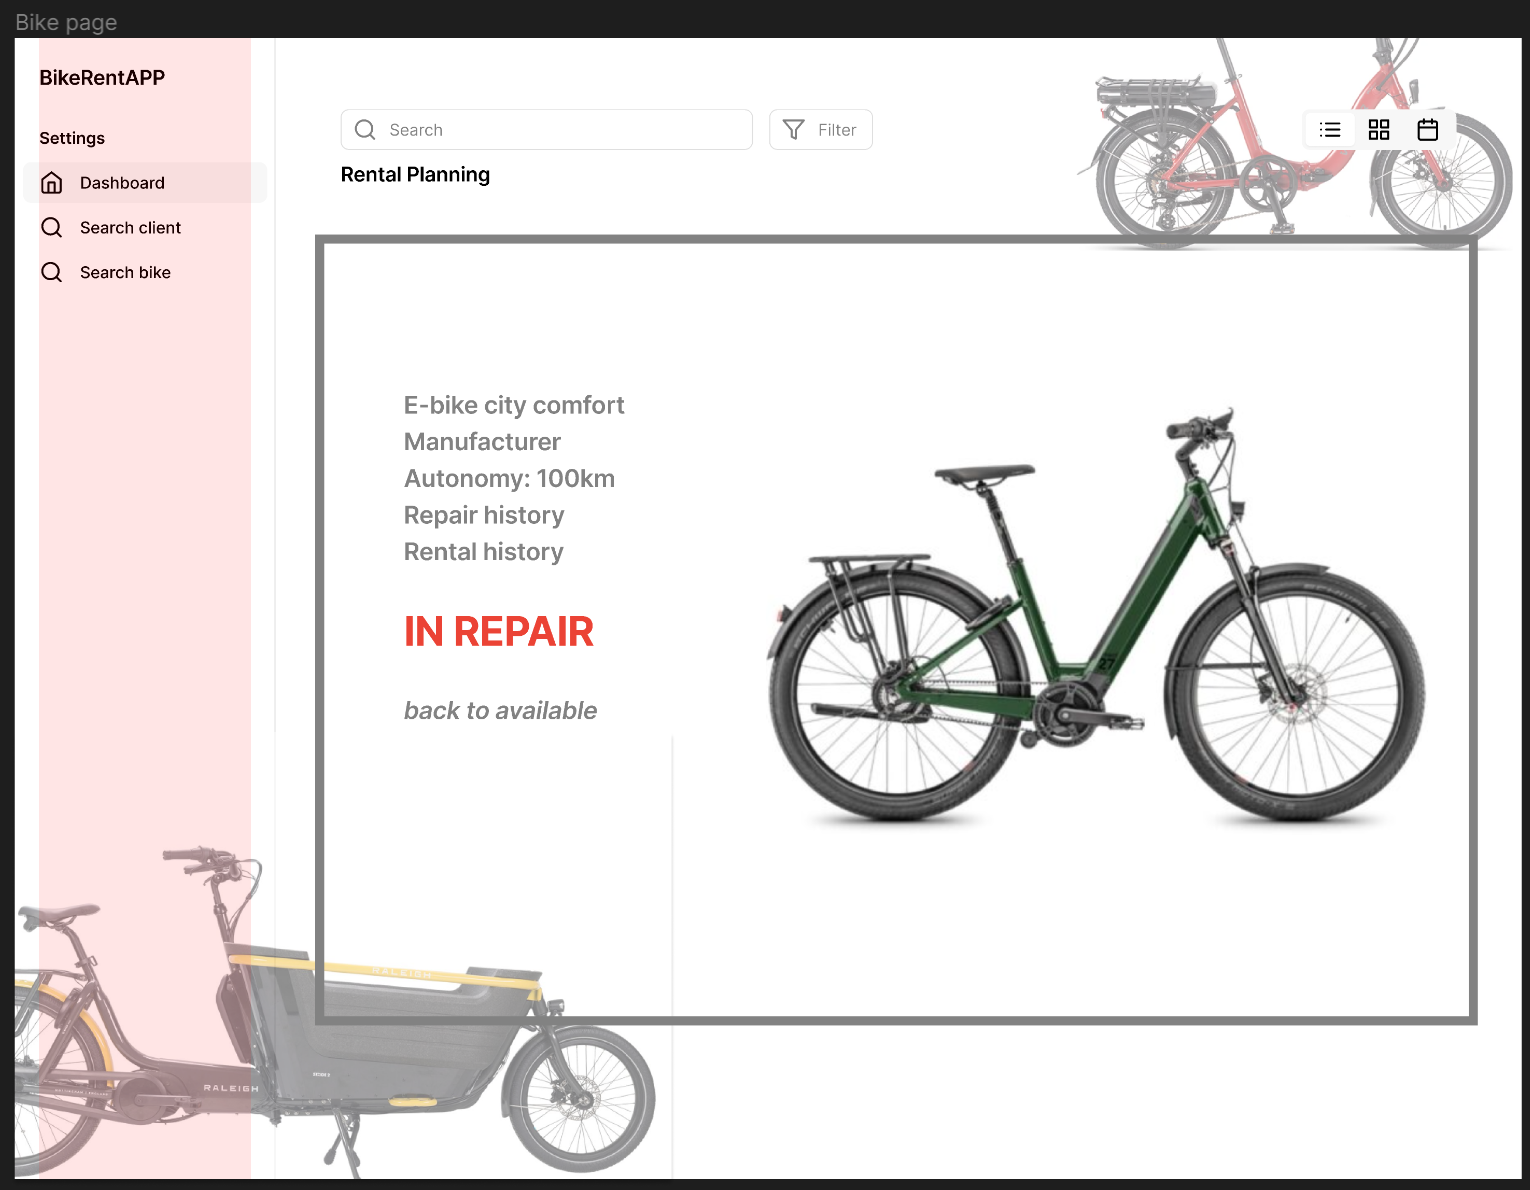 Bike page
BikeRentAPP
Settings
Dashboard
Search client
Search bike
Search
Filter
Rental Planning
E-bike city comfort
Manufacturer
Autonomy: 100km
Repair history
Rental history
IN REPAIR
back to available
27
RALEIGH
RALEIGH